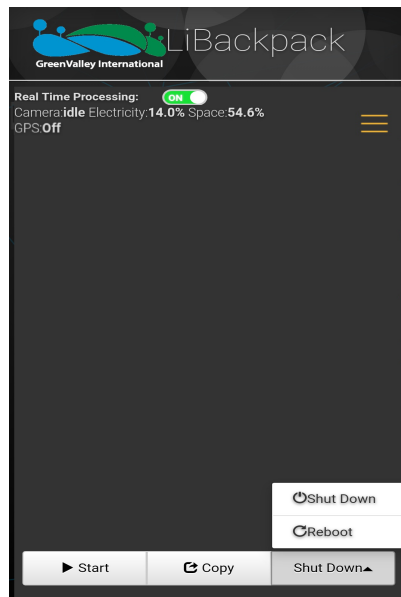 LiBackpack
GreenValley International
Real Time Processing: ON
Camera:idle Electricity:14.0% Space:54.6%
GPS:Off
Shut Down
Reboot
Start Copy Shut Down